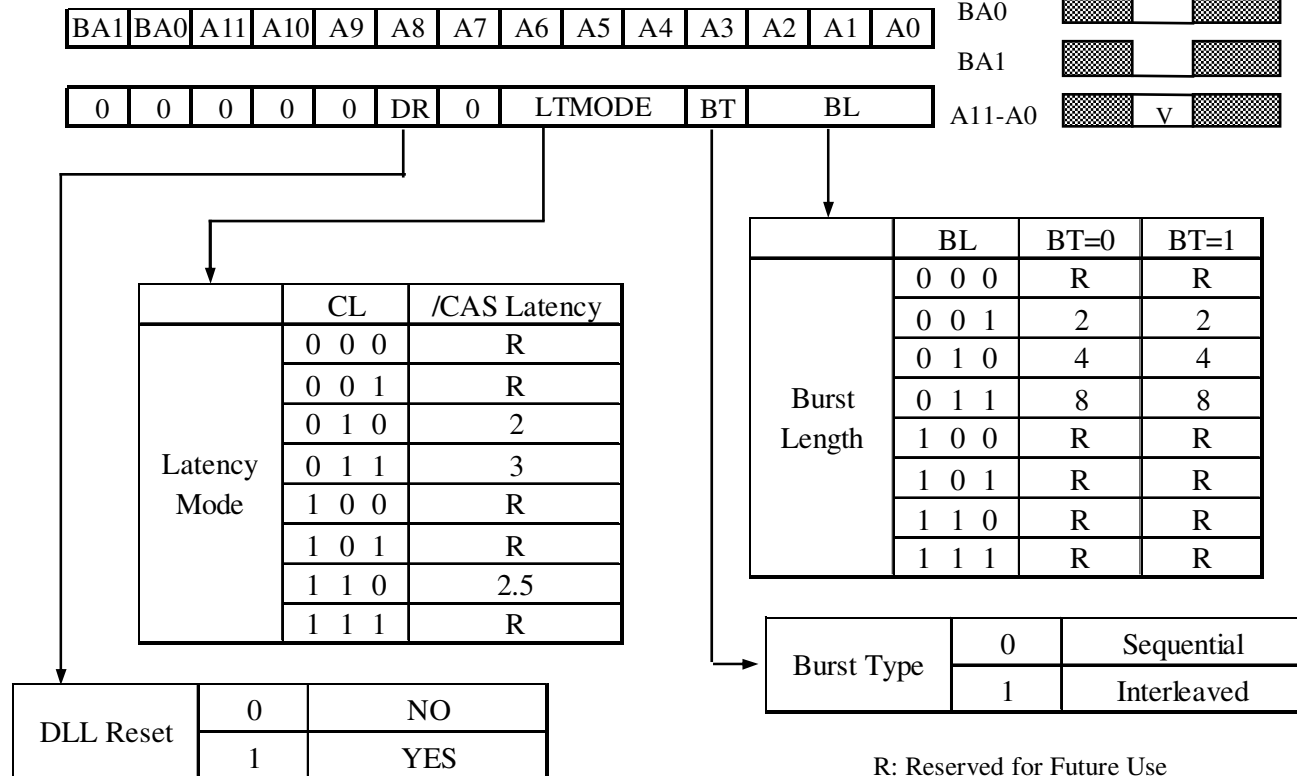 BA1 BA0 A11 A10 A9 A8 A7 A6 A5 A4 A3 A2 A1 A0
0 0 0 0 0 DR 0 LTMODE BT BL
BA0
BA1
A11-A0 V
BL BT=0 BT=1
Burst Length
0 0 0 R R
0 0 1 2 2
0 1 0 4 4
0 1 1 8 8
1 0 0 R R
1 0 1 R R
1 1 0 R R
1 1 1 R R
CL /CAS Latency
Latency Mode
0 0 0 R
0 0 1 R
0 1 0 2
0 1 1 3
1 0 0 R
1 0 1 R
1 1 0 2.5
1 1 1 R
Burst Type
0 Sequential
1 Interleaved
DLL Reset
0 NO
1 YES
R: Reserved for Future Use